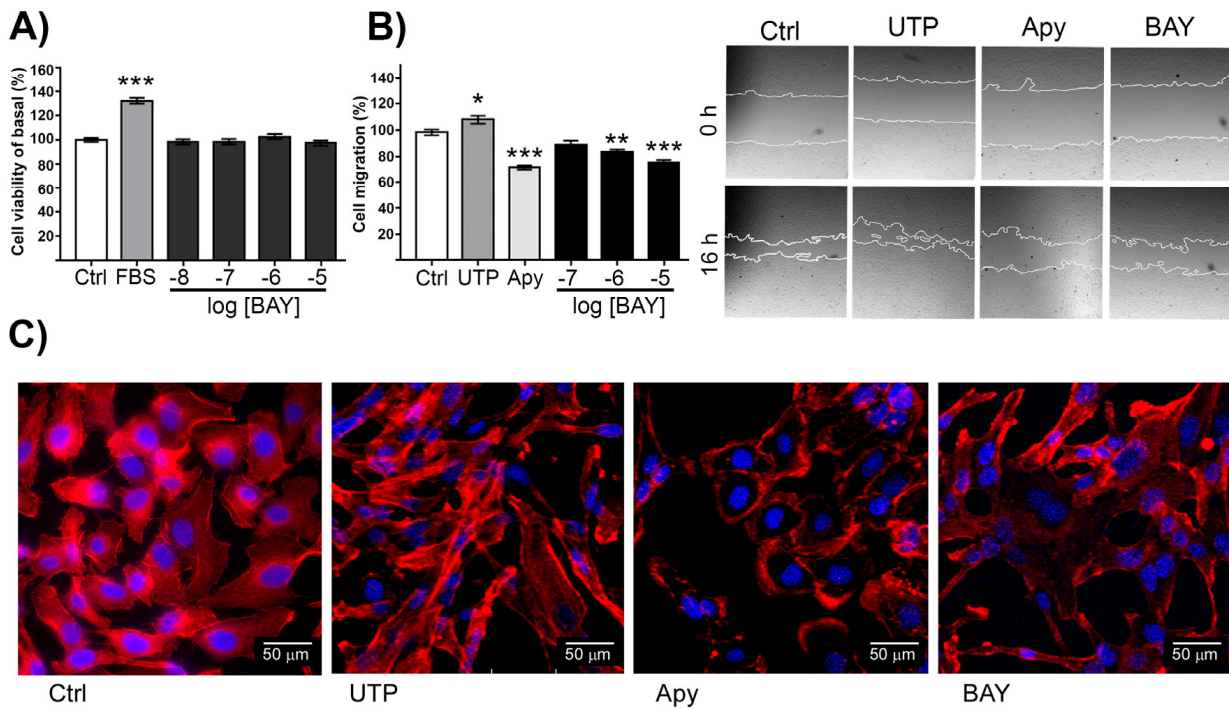 A)
Cell viability of basal (%)
160
140
120
100
80
60
40
20
***
Ctrl FBS -8 -7 -6 -5
log [BAY]
B)
Cell migration (%)
140
120
100
80
60
40
20
* *** ** ***
Ctrl UTP Apy -7 -6 -5
log [BAY]
Ctrl UTP Apy BAY
0 h
16 h
C)
50 µm 50 µm 50 µm 50 µm
Ctrl UTP Apy BAY